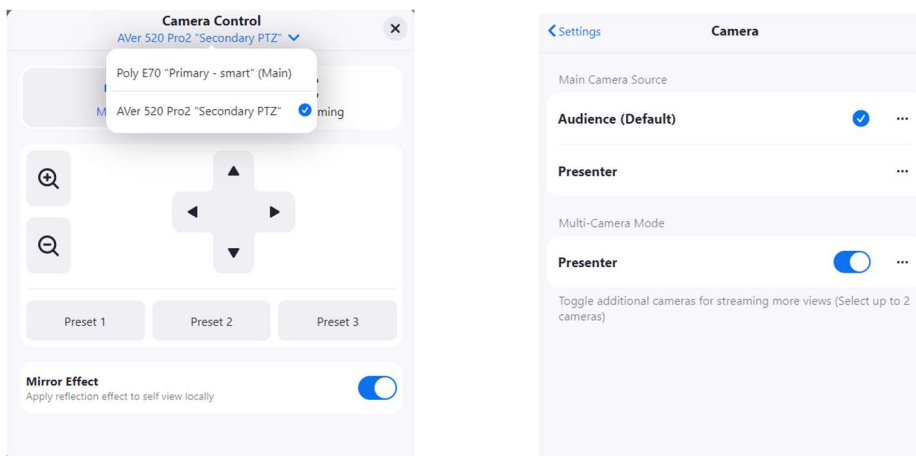 Camera Control
AVer 520 Pro2 "Secondary PTZ"
Poly E70 "Primary - smart" (Main)
AVer 520 Pro2 "Secondary PTZ"
Preset 1
Preset 2
Preset 3
Mirror Effect
Apply reflection effect to self view locally
Settings
Camera
Main Camera Source
Audience (Default)
Presenter
Multi-Camera Mode
Presenter
Toggle additional cameras for streaming more views (Select up to 2
cameras)